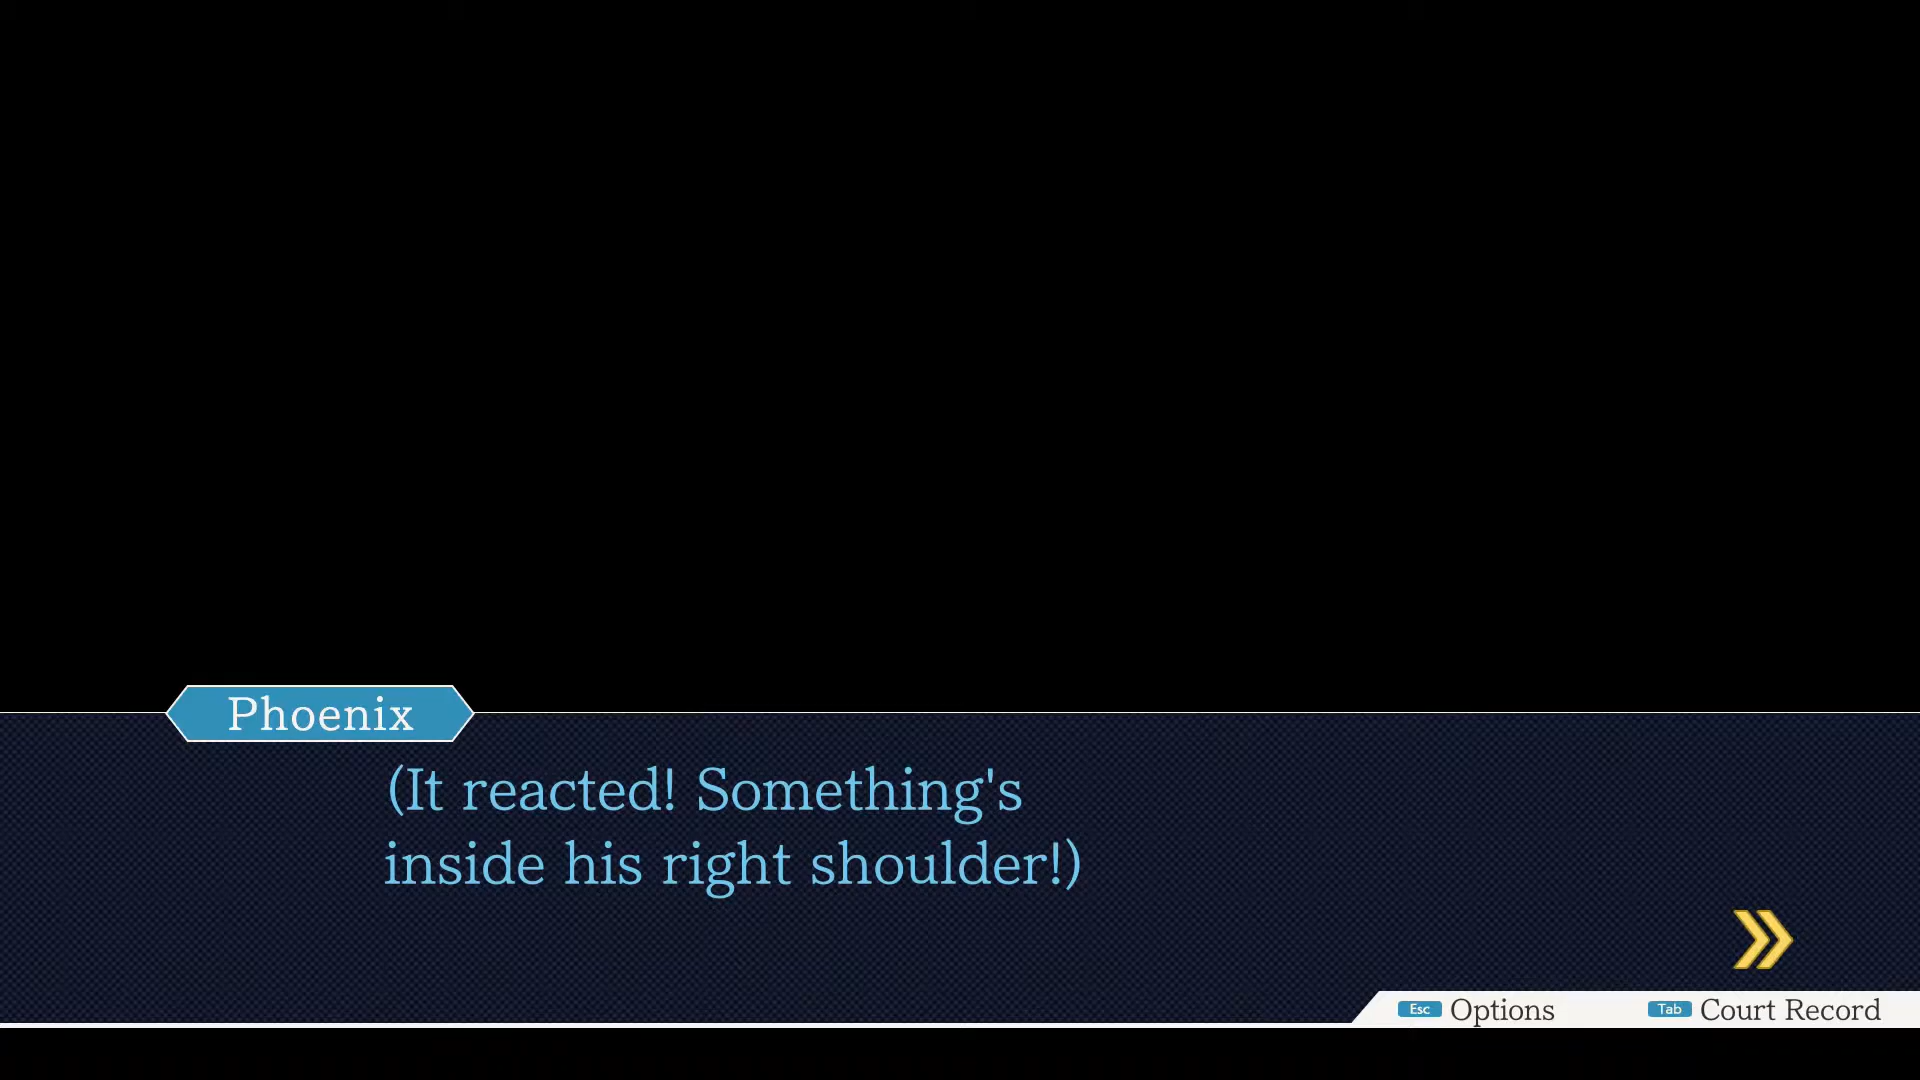 Phoenix
(It reacted! Something's
inside his right shoulder!)
Esc Options Tab Court Record